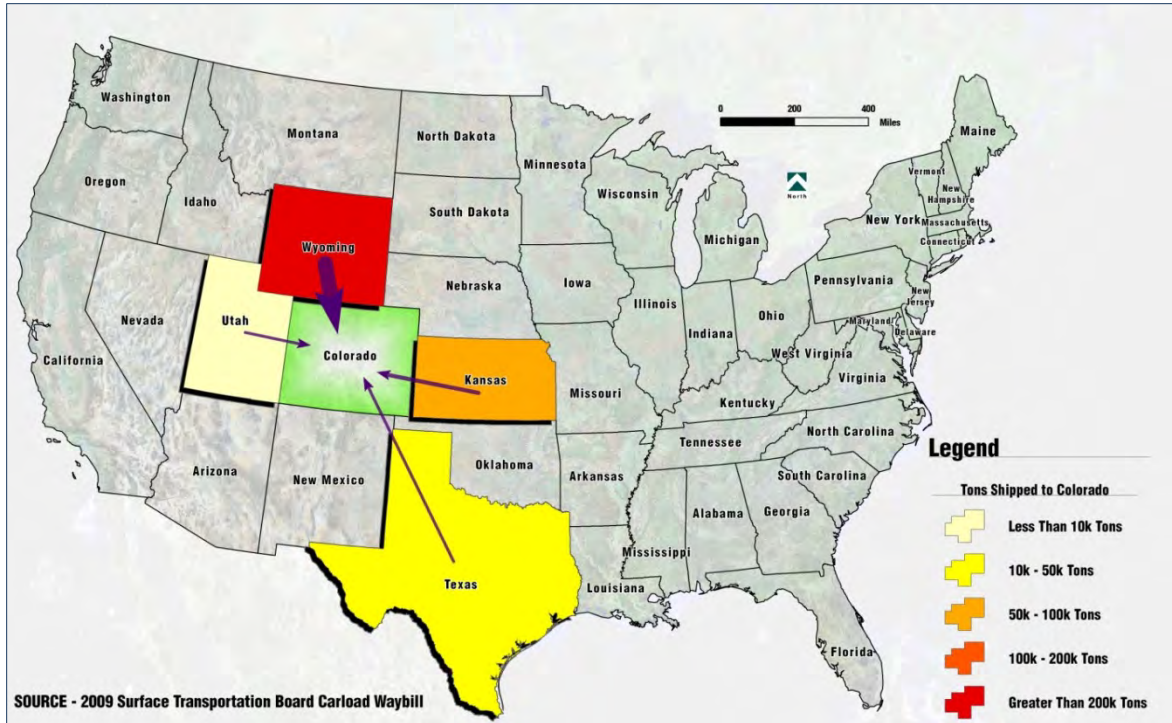 Washington
Montana
North Dakota
Minnesota
0 200 400
Miles
Maine
Oregon
Idaho
South Dakota
Wisconsin
North
Vermont
New
Hampshire
Massachusetts
Connecticut
New York
Michigan
Wyoming
Nebraska
Iowa
Pennsylvania
New
Jersey
Nevada
Utah
Illinois
Indiana
Ohio
Maryland
Delaware
California
Colorado
Kansas
Missouri
West Virginia
Virginia
Kentucky
Arizona
New Mexico
Oklahoma
Arkansas
Tennessee
North Carolina
South Carolina
Texas
Louisiana
Mississippi
Alabama
Georgia
Florida
Legend
Tons Shipped to Colorado
Less Than 10k Tons
10k - 50k Tons
50k - 100k Tons
100k - 200k Tons
Greater Than 200k Tons
SOURCE - 2009 Surface Transportation Board Carload Waybill